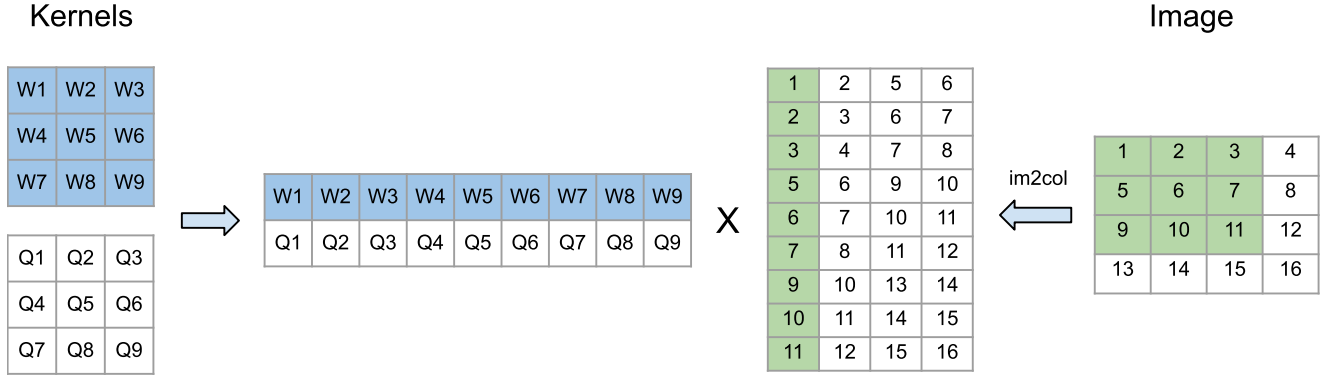 Kernels
Image
W1 W2 W3
W4 W5 W6
W7 W8 W9
Q1 Q2 Q3
Q4 Q5 Q6
Q7 Q8 Q9
W1 W2 W3 W4 W5 W6 W7 W8 W9
Q1 Q2 Q3 Q4 Q5 Q6 Q7 Q8 Q9
X
1 2 5 6
2 3 6 7
3 4 7 8
5 6 9 10
6 7 10 11
7 8 11 12
9 10 13 14
10 11 14 15
11 12 15 16
im2col
1 2 3 4
5 6 7 8
9 10 11 12
13 14 15 16